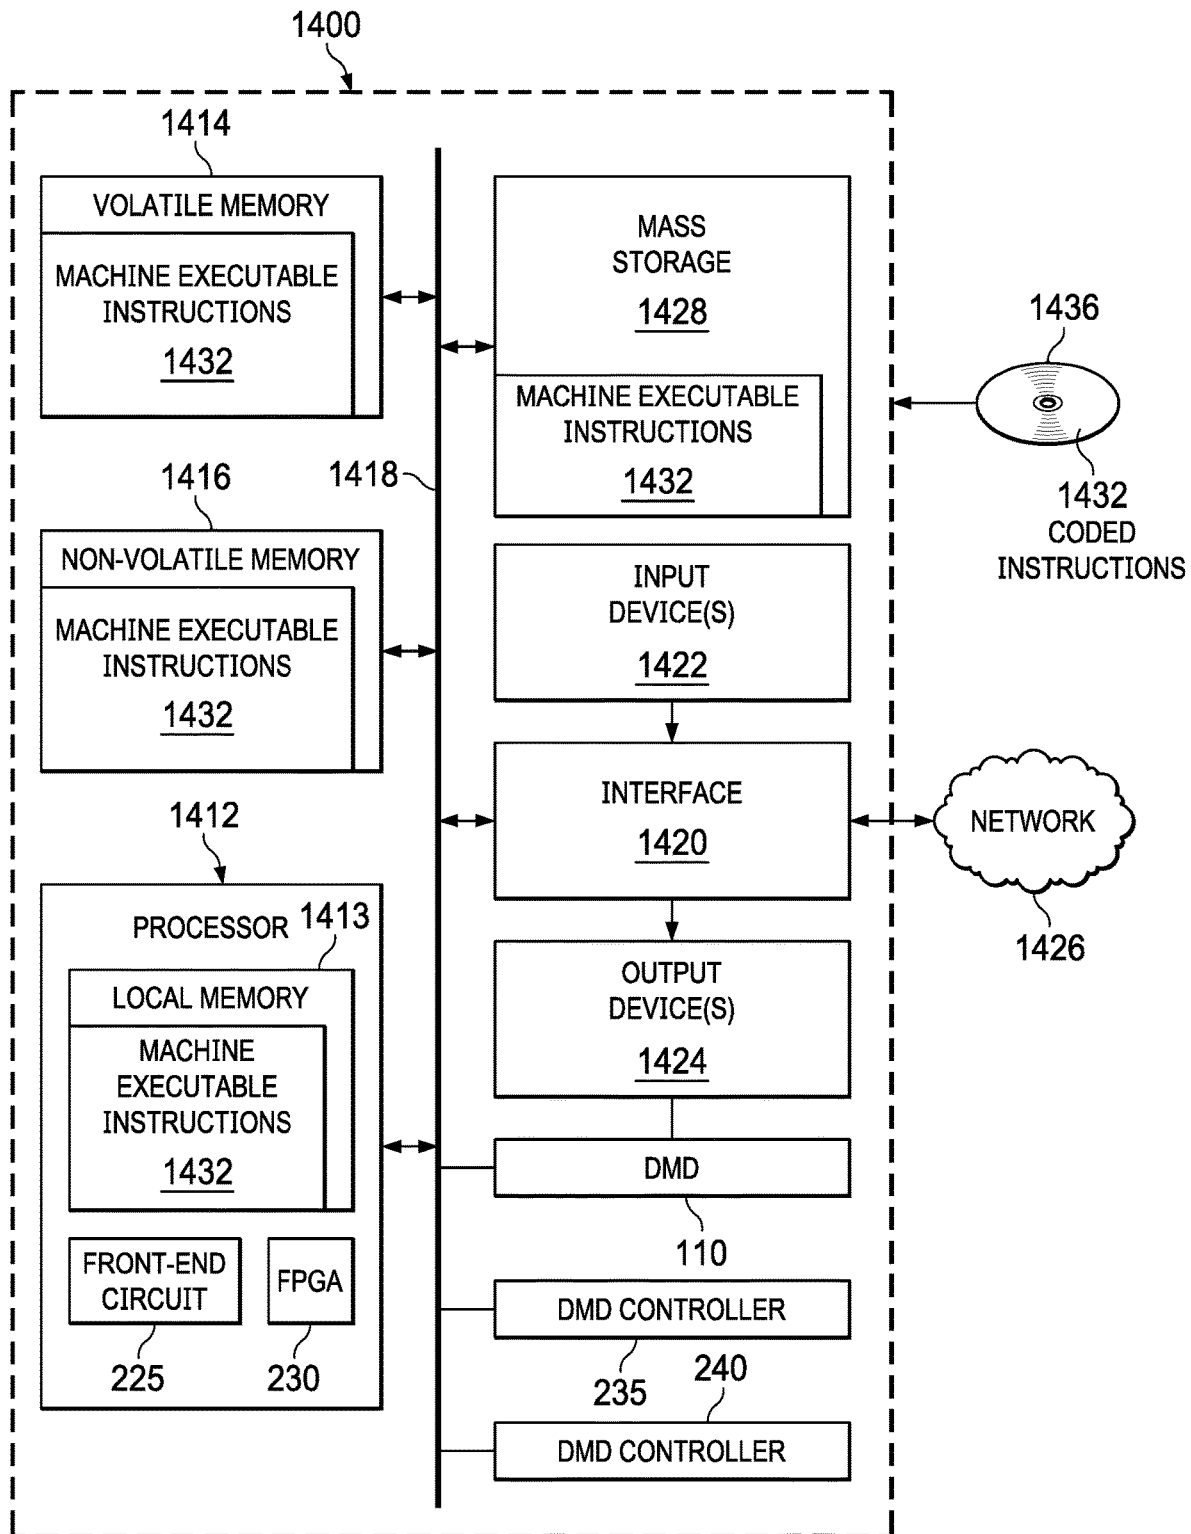 1400
1414
VOLATILE MEMORY
MACHINE EXECUTABLE
INSTRUCTIONS
1432
1416
NON-VOLATILE MEMORY
MACHINE EXECUTABLE
INSTRUCTIONS
1432
1412
PROCESSOR
1413
LOCAL MEMORY
MACHINE
EXECUTABLE
INSTRUCTIONS
1432
FRONT-END
CIRCUIT
225
FPGA
230
1418
MASS
STORAGE
1428
MACHINE EXECUTABLE
INSTRUCTIONS
1432
INPUT
DEVICE(S)
1422
INTERFACE
1420
OUTPUT
DEVICE(S)
1424
DMD
110
DMD CONTROLLER
235
240
DMD CONTROLLER
1436
1432
CODED
INSTRUCTIONS
NETWORK
1426